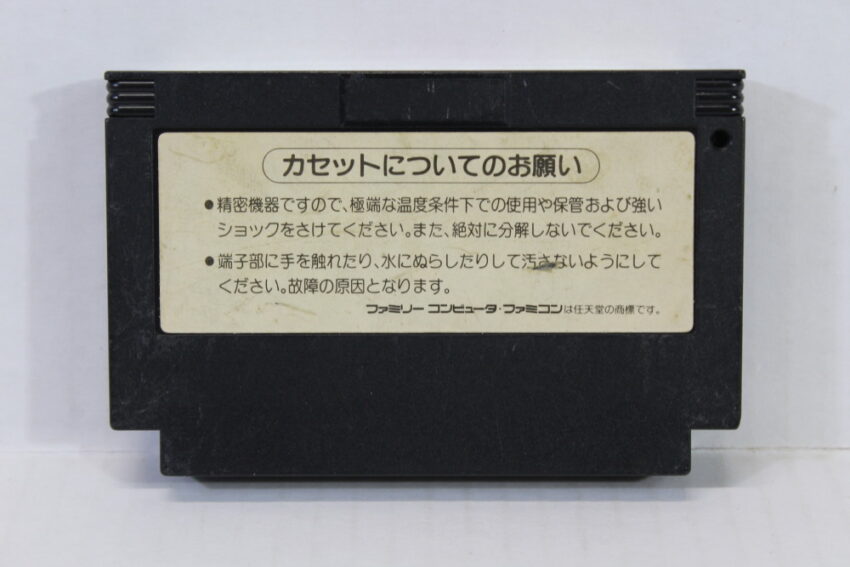 カセットについてのお願い
●精密機器ですので、極端な温度条件下での使用や保管および強い
ショックをさけてください。また、絶対に分解しないでください。
●端子部に手を触れたり、水にぬらしたりして汚さないようにして
ください。故障の原因となります。
ファミリー コンピュータ・ファミコンは任天堂の商標です。